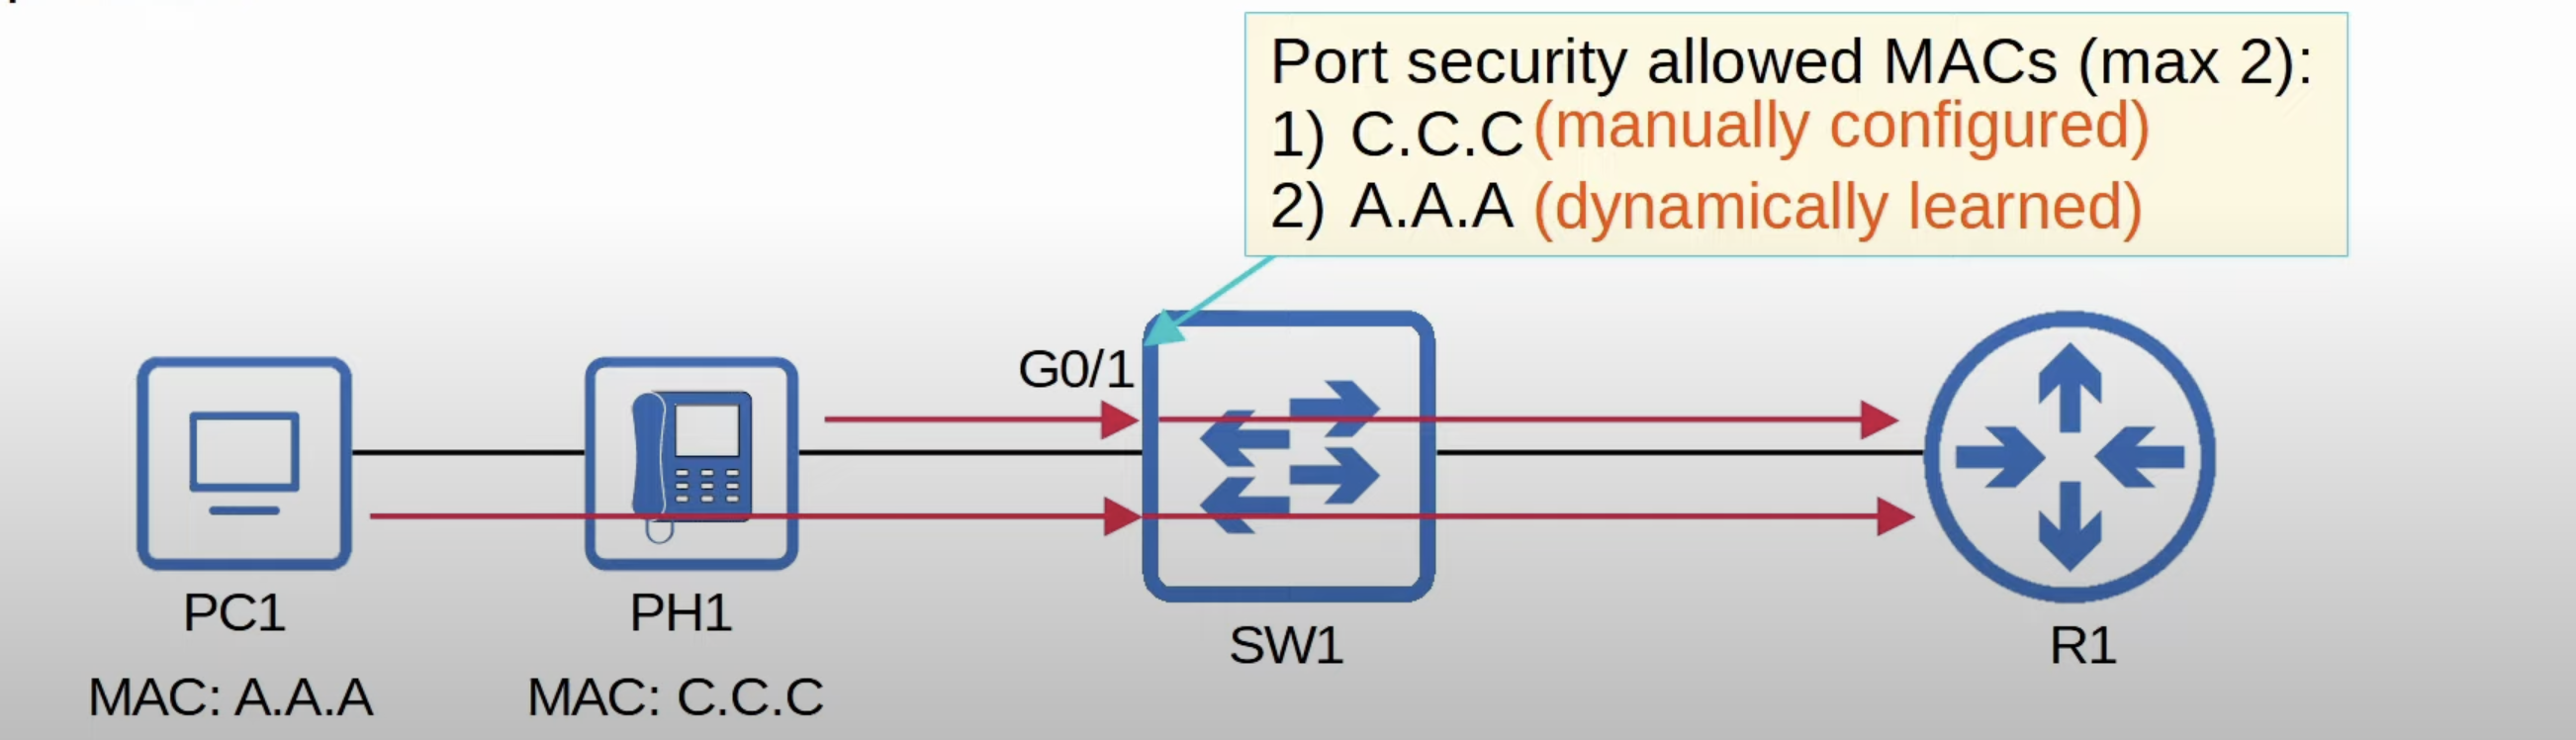 Port security allowed MACs (max 2):
1) C.C.C (manually configured)
2) A.A.A (dynamically learned)
G0/1
PC1
PH1
SW1
R1
MAC: A.A.A
MAC: C.C.C